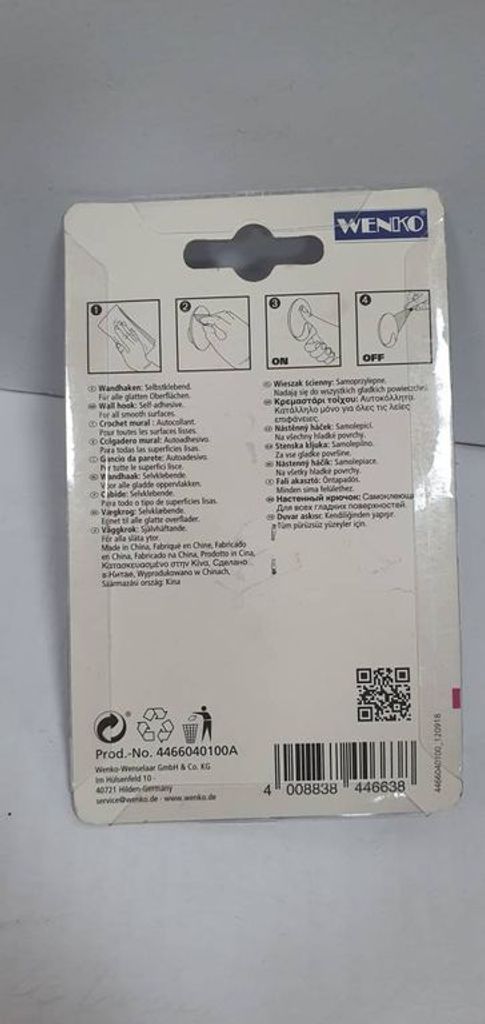 WENKO®
1
2
3
4
ON
OFF
Wandhaken: Selbstklebend.
Für alle glatten Oberflächen.
Wall hook: Self-adhesive.
For all smooth surfaces.
Crochet mural : Autocollant.
Pour toutes les surfaces lisses.
Colgadero mural: Autoadhesivo.
Para todas las superficies lisas.
Gancio da parete: Autoadesivo.
Per tutte le superfici lisce.
Wandhaak: Selvklebende.
Voor alle gladde oppervlakken.
Cabide: Selvklebende.
Para todo o tipo de superfícies lisas.
Vægkrog: Selvklæbende.
Egnet til alle glatte overflader.
Väggkrok: Självhäftande.
För alla släta ytor.
Made in China, Fabriqué en Chine, Fabricado
en China, Fabricado na China, Prodotto in Cina,
Κατασκευασμένο στην Κίνα, Сделано
в Китае, Wyprodukowano w Chinach,
Származási ország: Kína
Wieszak ścienny: Samoprzylepne.
Nadają się do wszystkich gładkich powierzchni.
Κρεμαστάρι τοίχου: Αυτοκόλλητα.
Κατάλληλο μόνο για όλες τις λείες
επιφάνειες.
Nástěnný háček: Samolepicí.
Na všechny hladké povrchy.
Stenska kljuka: Samolepilno.
Za vse gladke površine.
Nástenný háčik: Samolepiace.
Na všetky hladké povrchy.
Fali akasztó: Öntapadós.
Minden sima felülethez.
Настенный крючок: Самоклеющ
Для всех гладких поверхностей.
Duvar askısı: Kendiliğinden yapışır.
Tüm pürüzsüz yüzeyler için.
Prod.-No. 4466040100A
Wenko-Wenselaar GmbH & Co. KG
Im Hülsenfeld 10 ·
40721 Hilden-Germany
service@wenko.de · www.wenko.de
4 008838 446638
4466040100_120918